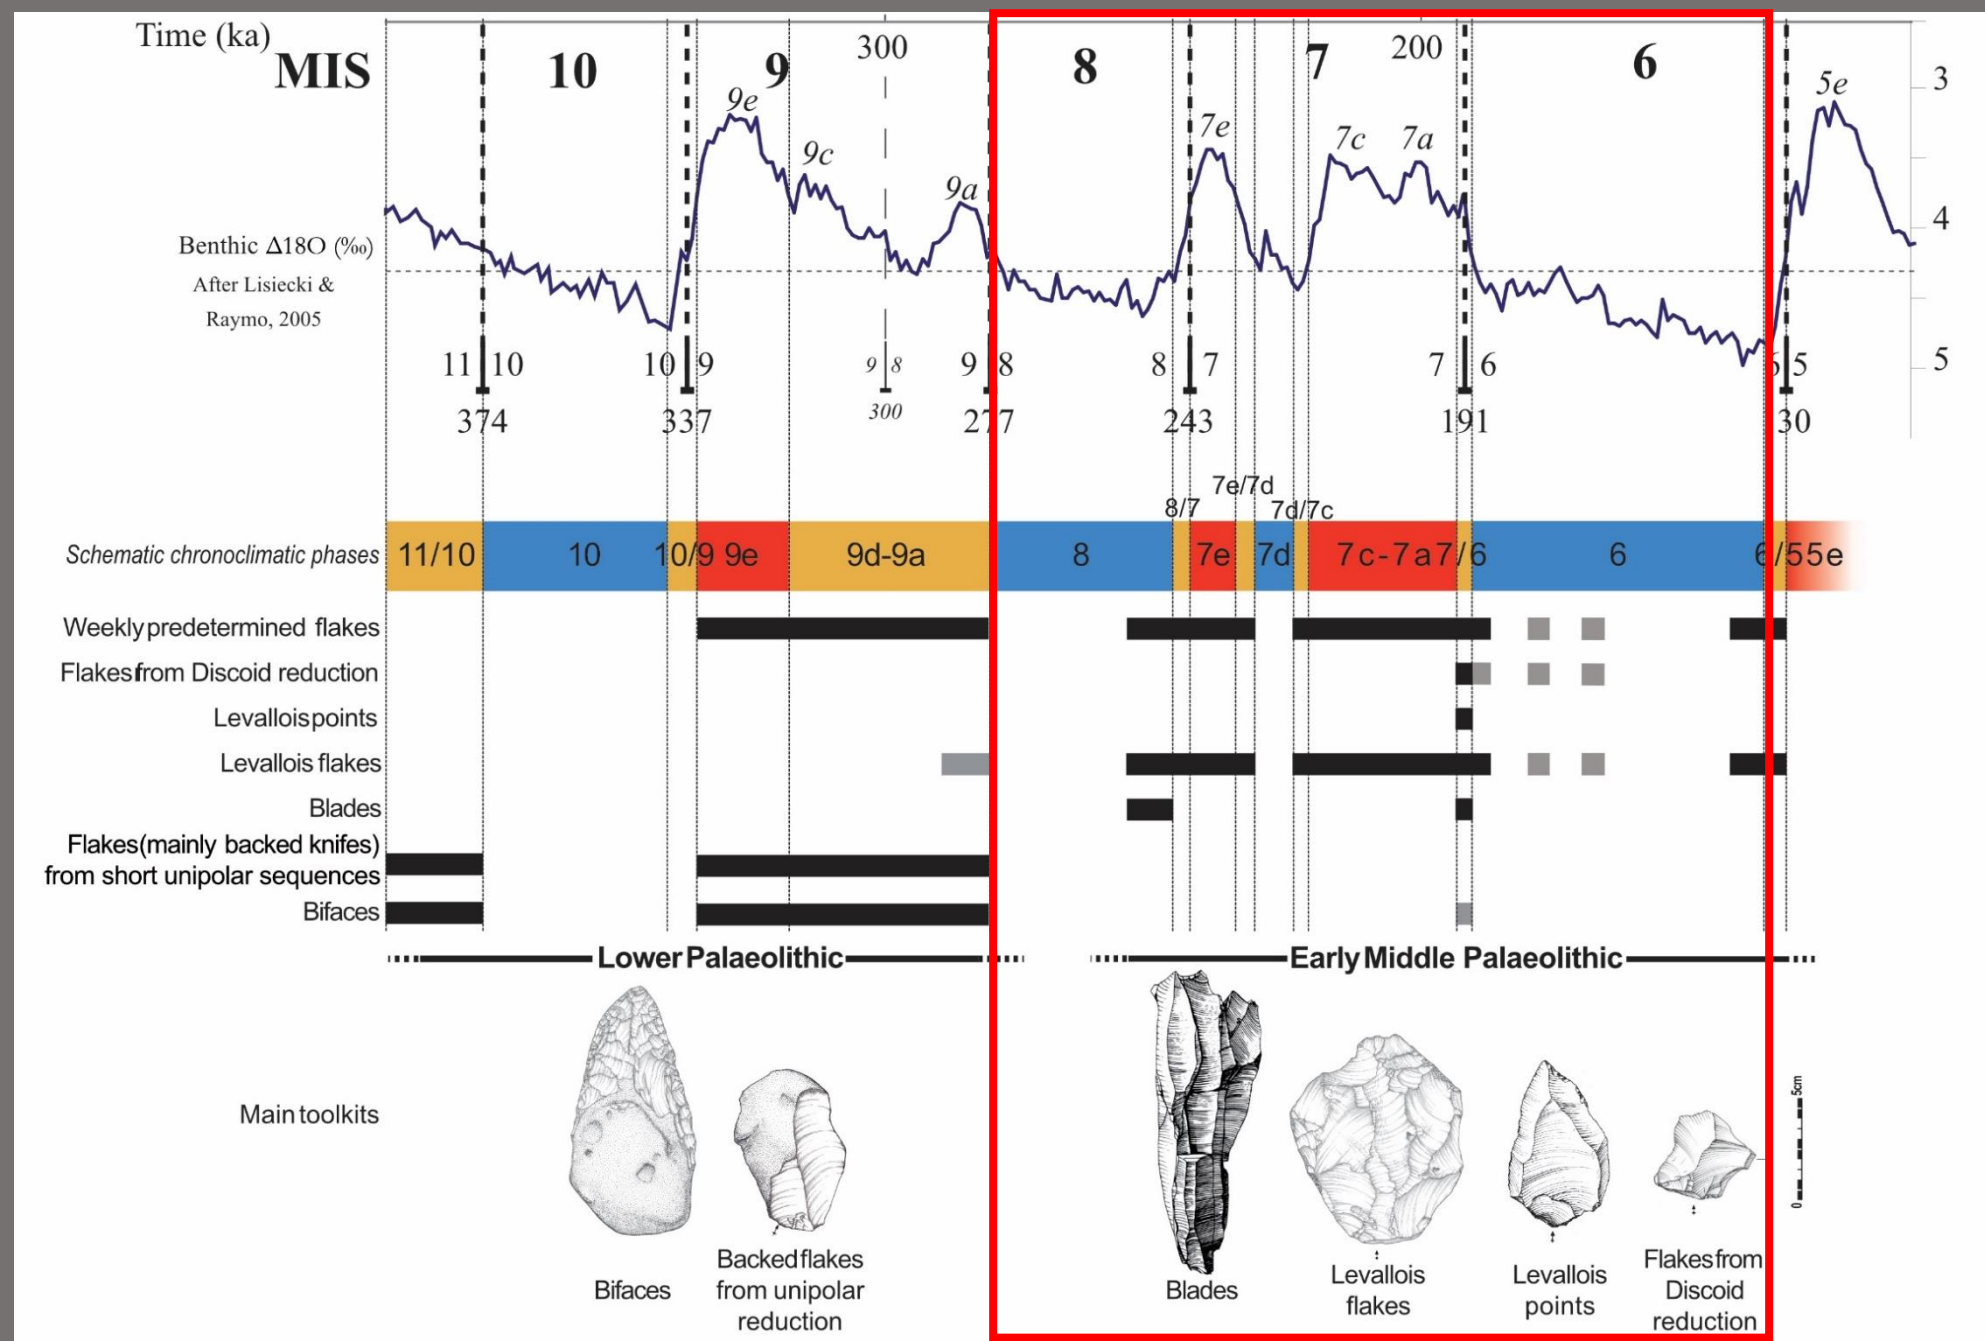 Time (ka)
300
200
MIS
10
9
8
7
6
3
4
5
9e
9c
9a
7e
7c
7a
5e
Benthic Δ18O (‰)
After Lisiecki &
Raymo, 2005
11 10
10 9
9 8
9 8
8 7
7 6
5
374
337
300
277
243
191
30
7e/7d
8/7
7d/7c
Schematic chronoclimatic phases
11/10
10
10/9
9e
9d-9a
8
7e
7d
7c-7a
7/6
6
6/5
5e
Weekly predetermined flakes
Flakes from Discoid reduction
Levallois points
Levallois flakes
Blades
Flakes (mainly backed knifes)
from short unipolar sequences
Bifaces
Lower Palaeolithic
Early Middle Palaeolithic
Main toolkits
Bifaces
Backed flakes
from unipolar
reduction
Blades
Levallois
flakes
Levallois
points
Flakes from
Discoid
reduction
0
5cm